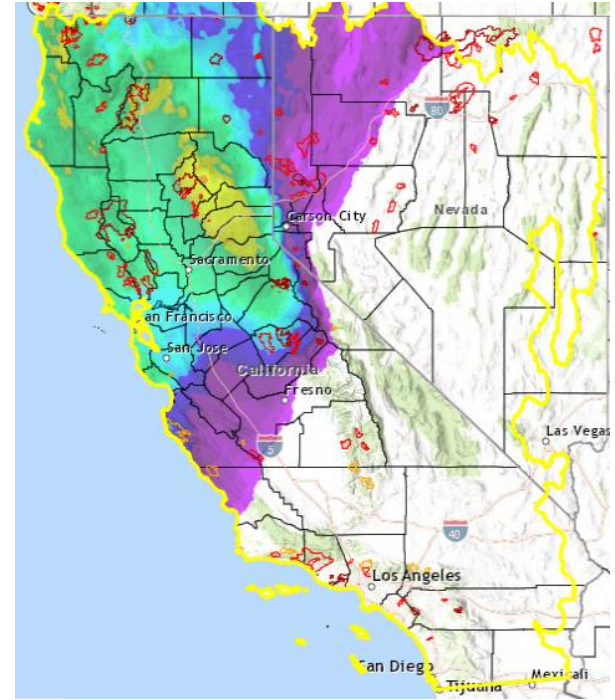 80
Nevada
Carson City
Sacramento
an Francisco
San Jose
California
Fresno
5
Las Vegas
40
Los Angeles
San Diego
Tijuana
Mexicali